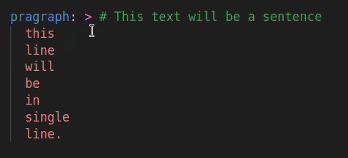 pragraph: > # This text will be a sentence
  this
  line
  will
  be
  in
  single
  line.